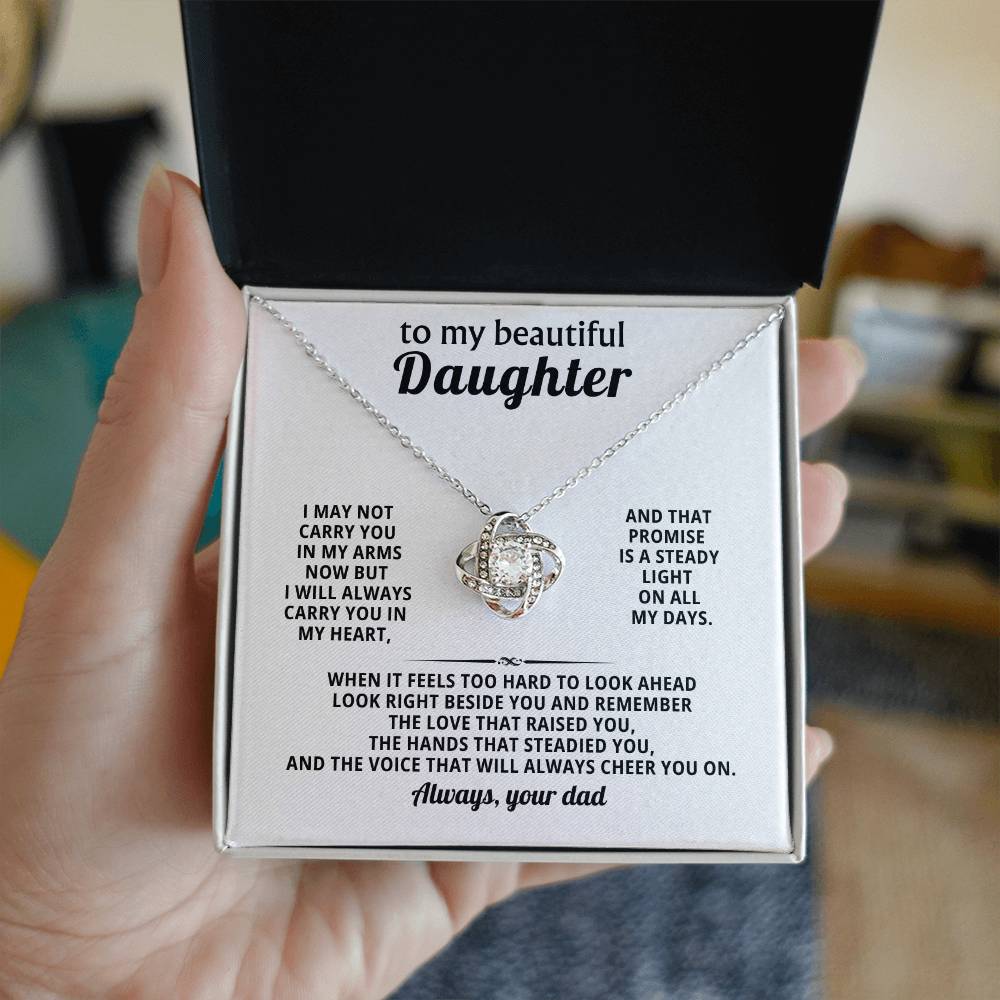 to my beautiful
Daughter
I MAY NOT
CARRY YOU
IN MY ARMS
NOW BUT
I WILL ALWAYS
CARRY YOU IN
MY HEART,
AND THAT
PROMISE
IS A STEADY
LIGHT
ON ALL
MY DAYS.
WHEN IT FEELS TOO HARD TO LOOK AHEAD
LOOK RIGHT BESIDE YOU AND REMEMBER
THE LOVE THAT RAISED YOU,
THE HANDS THAT STEADIED YOU,
AND THE VOICE THAT WILL ALWAYS CHEER YOU ON.
Always, your dad